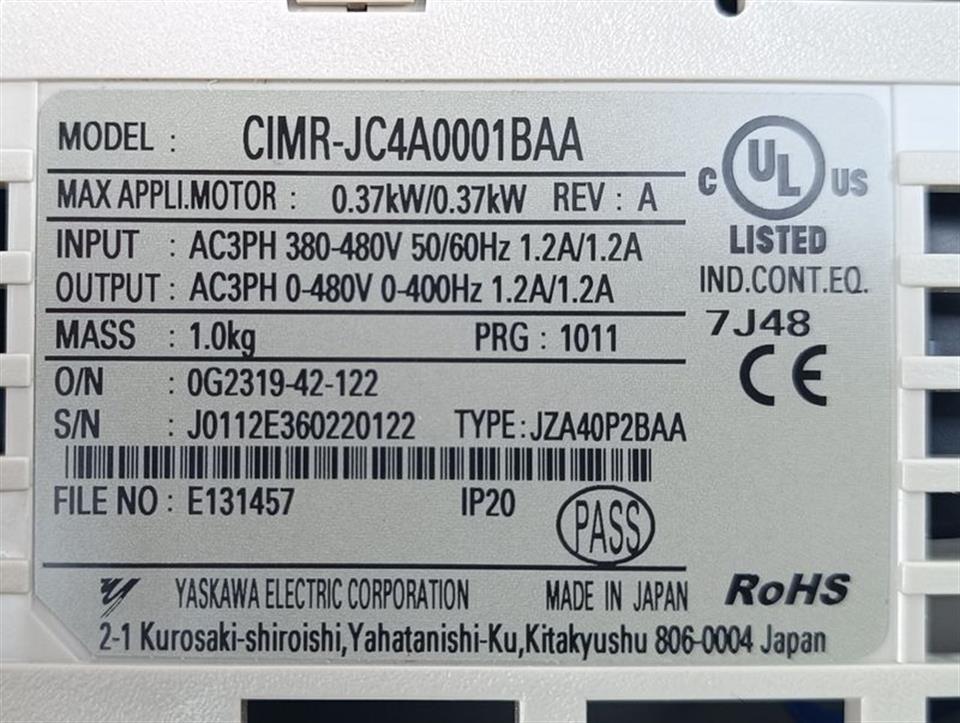 MODEL : CIMR-JC4A0001BAA
MAX APPLI.MOTOR : 0.37kW/0.37kW REV : A
INPUT : AC3PH 380-480V 50/60Hz 1.2A/1.2A
OUTPUT : AC3PH 0-480V 0-400Hz 1.2A/1.2A
MASS : 1.0kg PRG : 1011
O/N : 0G2319-42-122
S/N : J0112E360220122 TYPE : JZA40P2BAA
FILE NO : E131457 IP20 PASS
C UL US
LISTED
IND.CONT.EQ.
7J48
CE
YASKAWA ELECTRIC CORPORATION MADE IN JAPAN RoHS
2-1 Kurosaki-shiroishi,Yahatanishi-Ku,Kitakyushu 806-0004 Japan